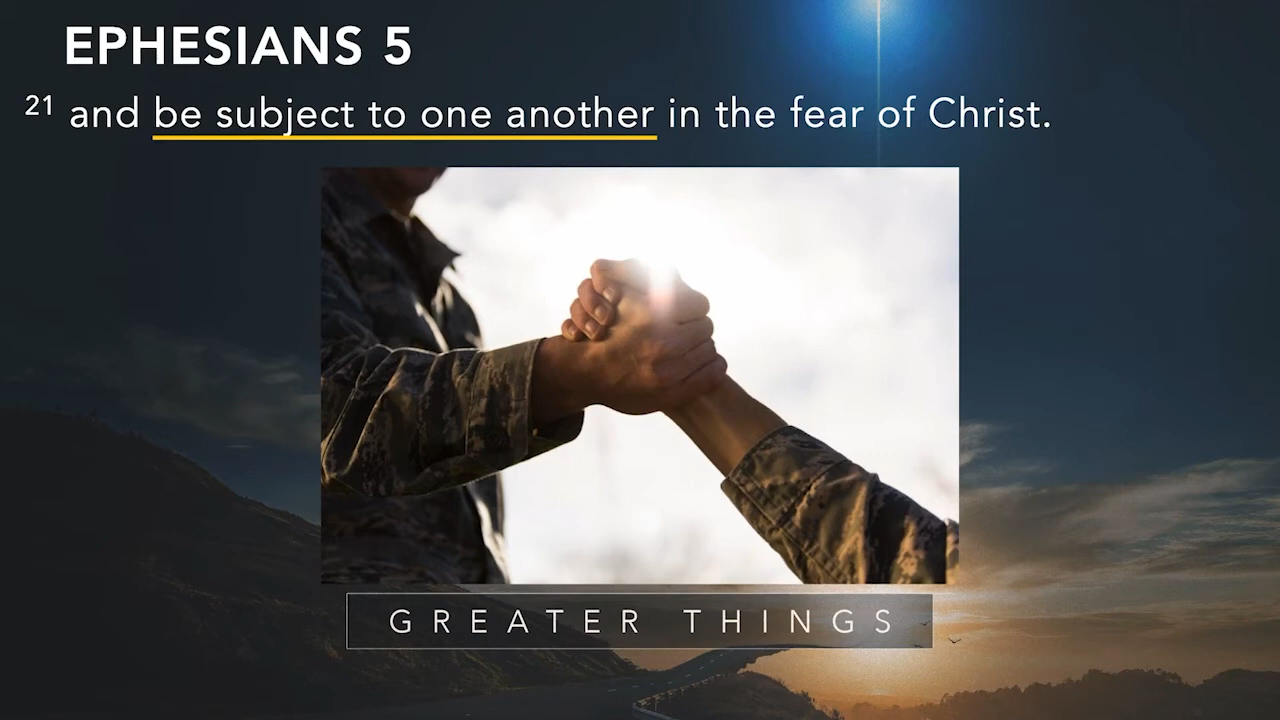 EPHESIANS 5
21 and be subject to one another in the fear of Christ.
GREATER THINGS